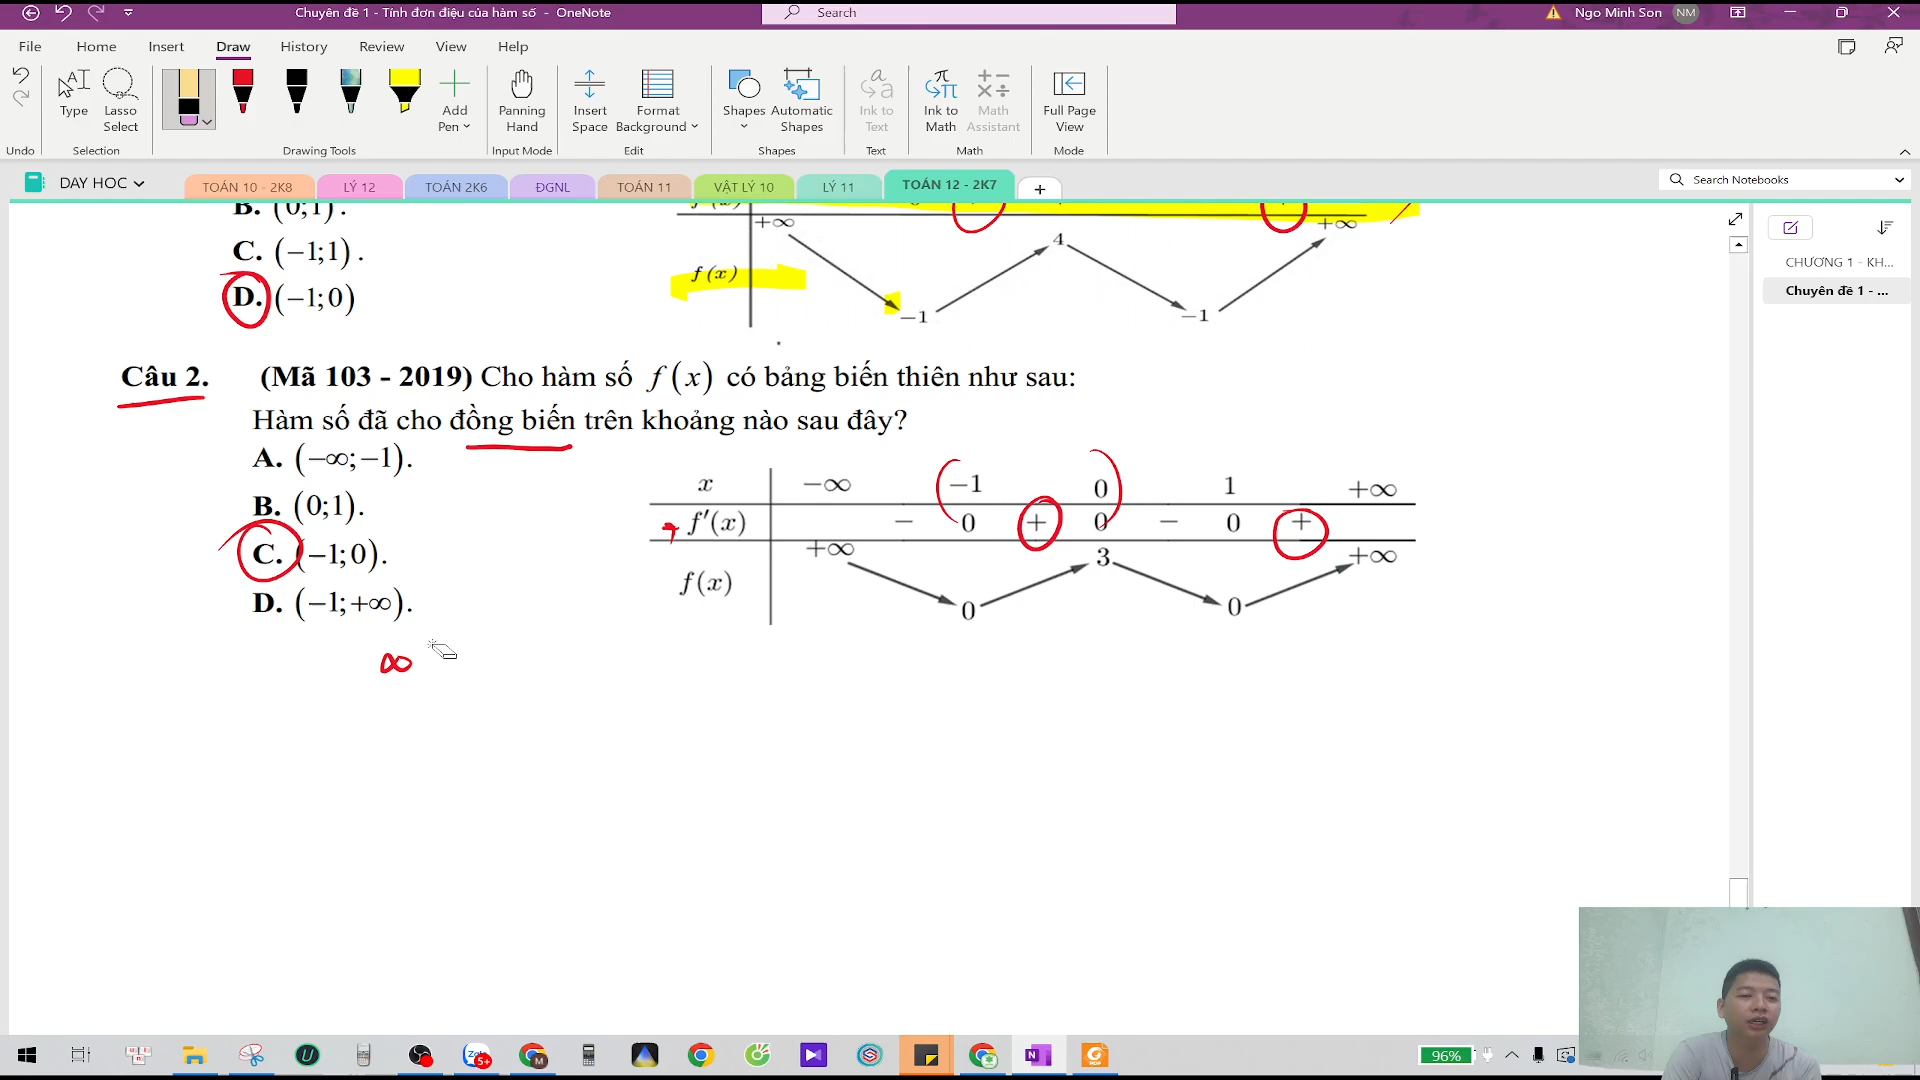 Chuyên đề 1 - Tính đơn điệu của hàm số - OneNote
Search
Ngo Minh Son
NM
File Home Insert Draw History Review View Help
Type
Lasso Select
Add Pen
Panning Hand
Insert Space
Format Background
Shapes
Automatic Shapes
Ink to Text
Ink to Math
Math Assistant
Full Page View
Undo Selection Drawing Tools Input Mode Edit Shapes Text Math Mode
DAY HOC
TOÁN 10 - 2K8 LÝ 12 TOÁN 2K6 ĐGNL TOÁN 11 VẬT LÝ 10 LÝ 11 TOÁN 12 - 2K7 +
Search Notebooks
CHƯƠNG 1 - KH...
Chuyên đề 1 - ...
B. (0;1).
C. (−1;1).
D. (−1;0)
+∞ 4 +∞
f(x)
−1 −1
Câu 2. (Mã 103 - 2019) Cho hàm số f(x) có bảng biến thiên như sau:
Hàm số đã cho đồng biến trên khoảng nào sau đây?
A. (−∞;−1).
B. (0;1).
C. (−1;0).
D. (−1;+∞).
x −∞ −1 0 1 +∞
f′(x) − 0 + 0 − 0 +
+∞ 3 +∞
f(x)
0 0
∞
96%
5+